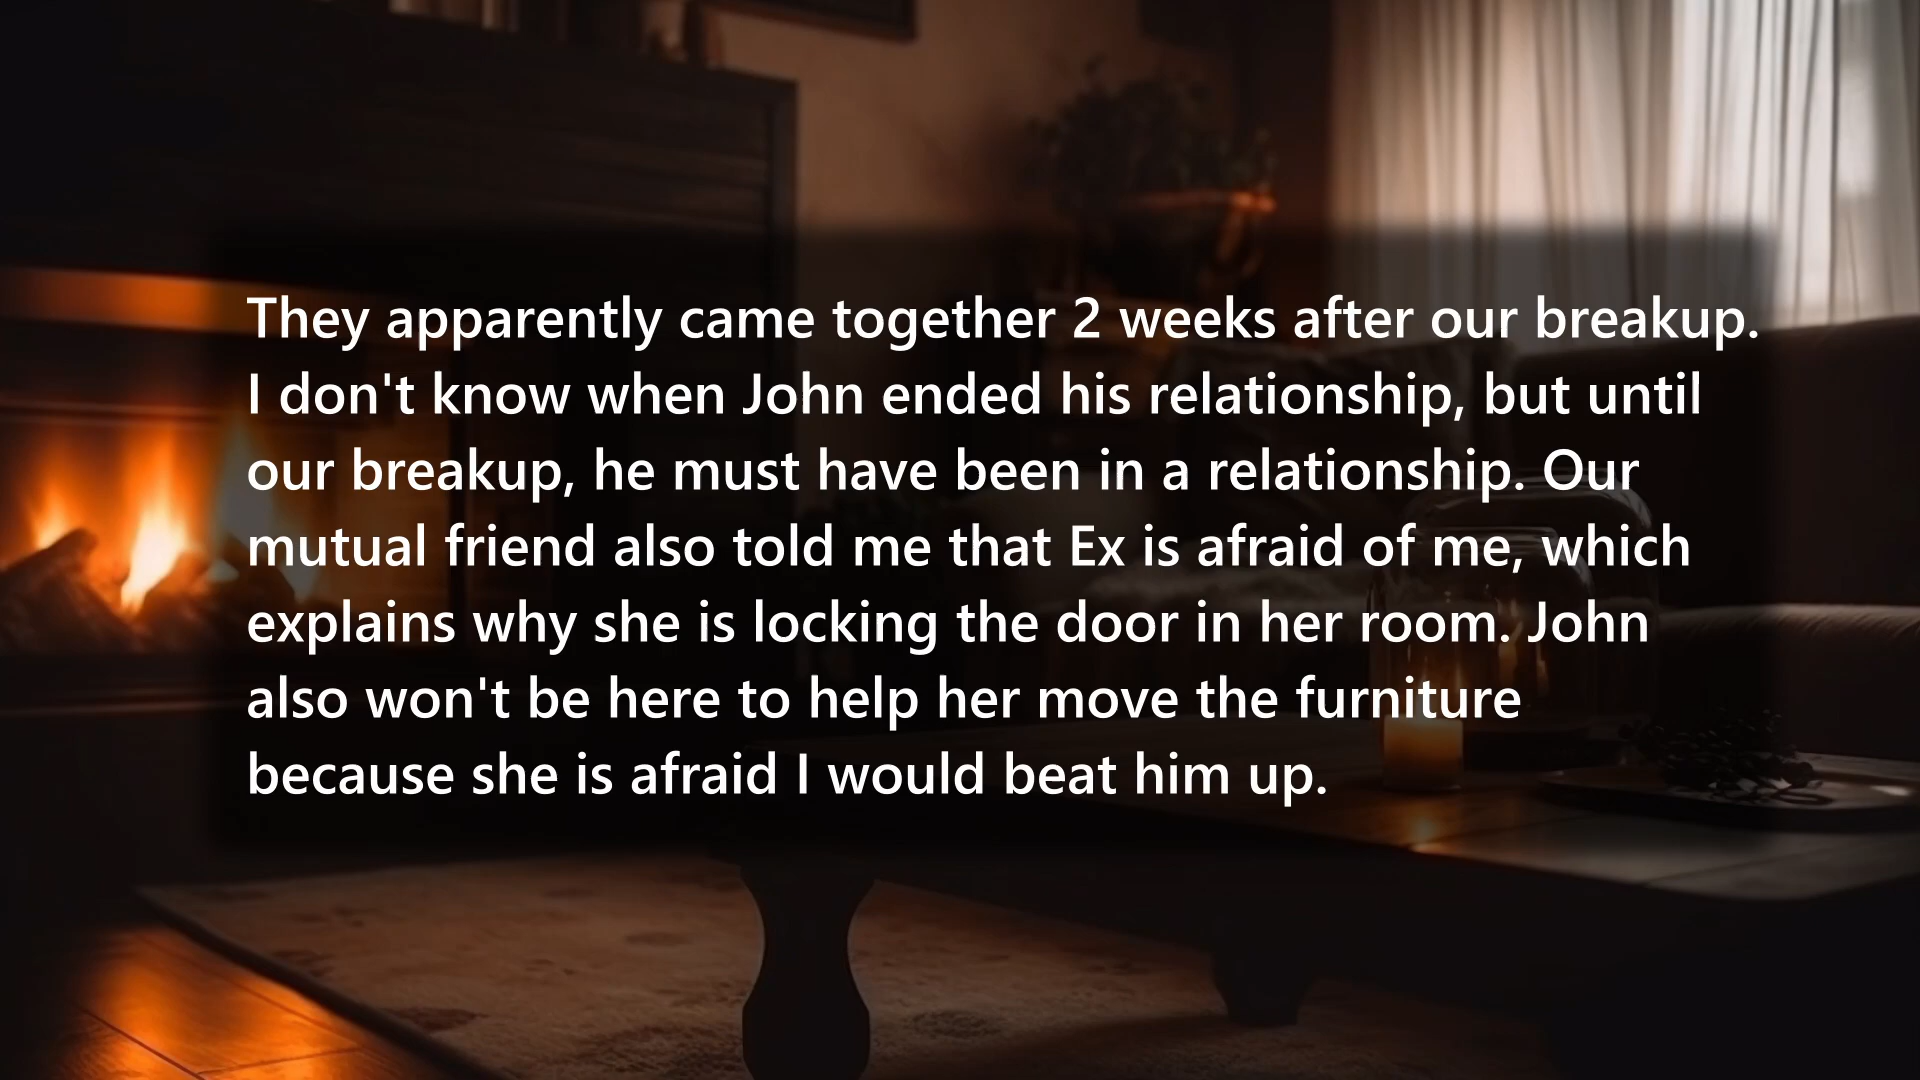 They apparently came together 2 weeks after our breakup.
I don't know when John ended his relationship, but until
our breakup, he must have been in a relationship. Our
mutual friend also told me that Ex is afraid of me, which
explains why she is locking the door in her room. John
also won't be here to help her move the furniture
because she is afraid I would beat him up.